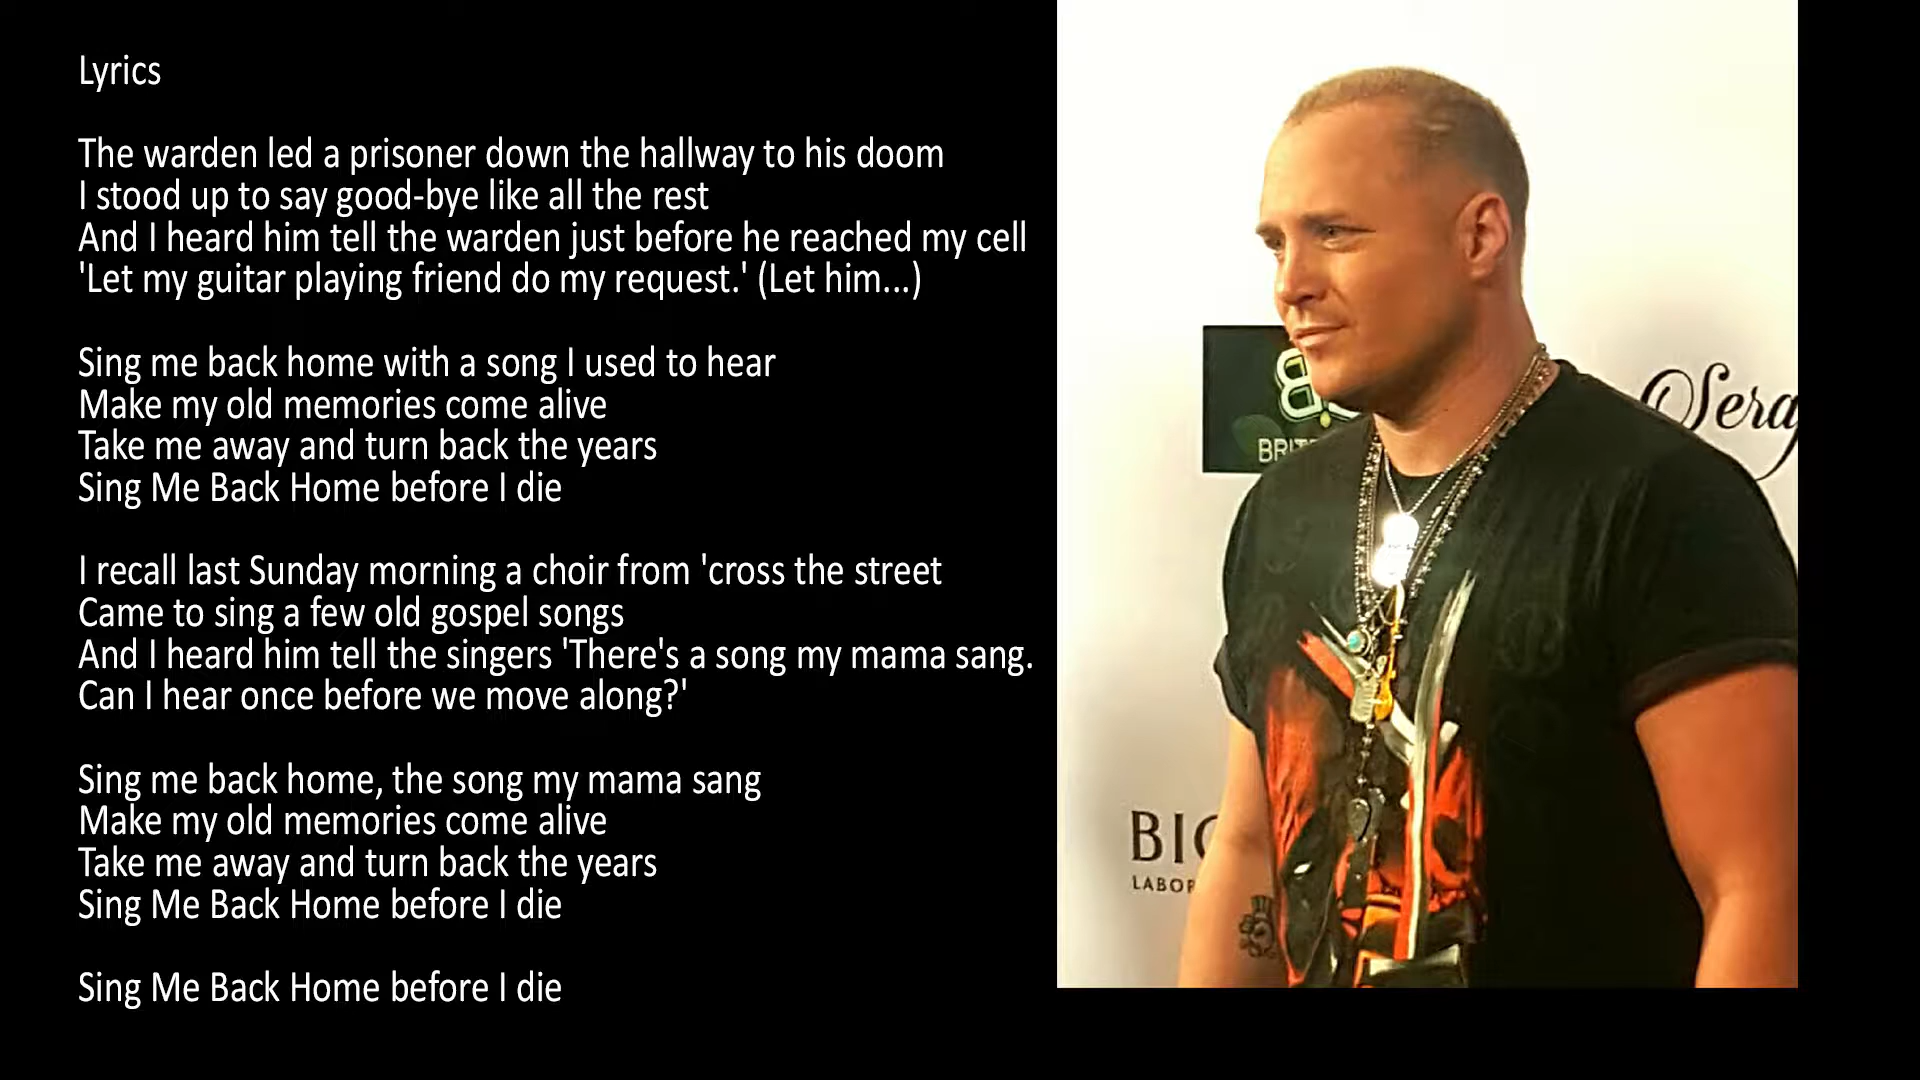 Lyrics
The warden led a prisoner down the hallway to his doom
I stood up to say good-bye like all the rest
And I heard him tell the warden just before he reached my cell
'Let my guitar playing friend do my request.' (Let him...)
Sing me back home with a song I used to hear
Make my old memories come alive
Take me away and turn back the years
Sing Me Back Home before I die
I recall last Sunday morning a choir from 'cross the street
Came to sing a few old gospel songs
And I heard him tell the singers 'There's a song my mama sang.
Can I hear once before we move along?'
Sing me back home, the song my mama sang
Make my old memories come alive
Take me away and turn back the years
Sing Me Back Home before I die
Sing Me Back Home before I die